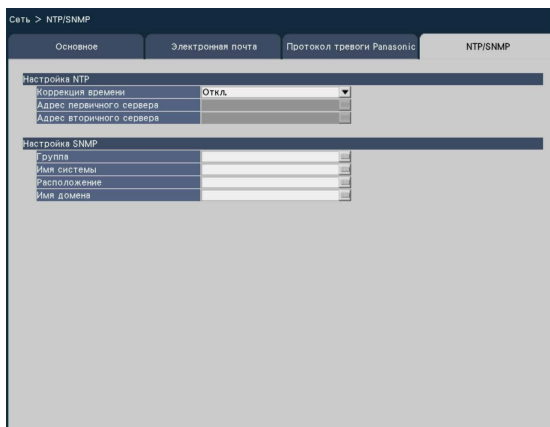 Сеть > NTP/SNMP
Основное
Электронная почта
Протокол тревоги Panasonic
NTP/SNMP
Настройка NTP
Коррекция времени Откл.
Адрес первичного сервера
Адрес вторичного сервера
Настройка SNMP
Группа
Имя системы
Расположение
Имя домена